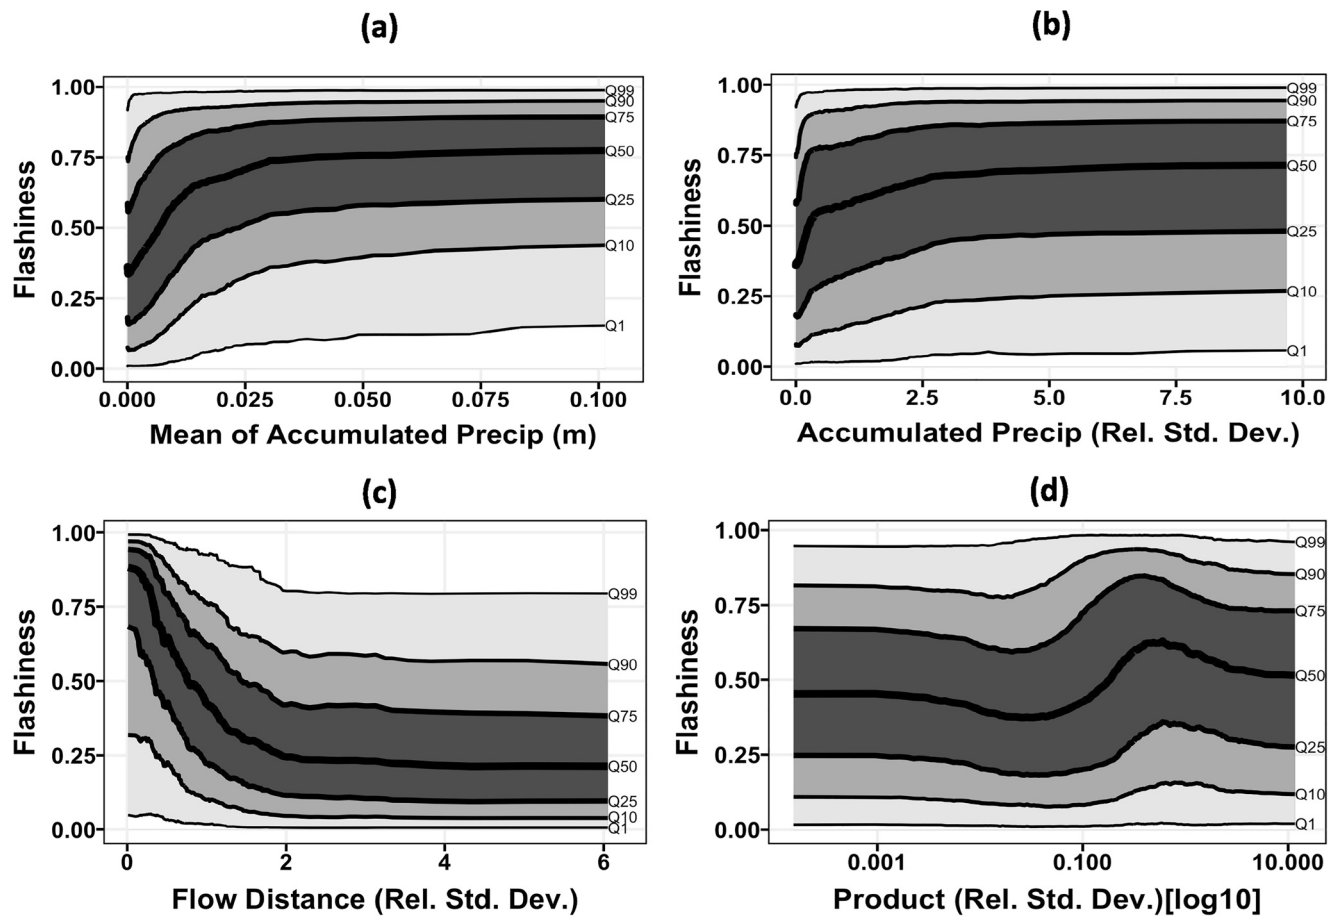 (a)
1.00
0.75
0.50
0.25
0.00
Flashiness
Q99
Q90
Q75
Q50
Q25
Q10
Q1
0.000 0.025 0.050 0.075 0.100
Mean of Accumulated Precip (m)
(b)
1.00
0.75
0.50
0.25
0.00
Flashiness
Q99
Q90
Q75
Q50
Q25
Q10
Q1
0.0 2.5 5.0 7.5 10.0
Accumulated Precip (Rel. Std. Dev.)
(c)
1.00
0.75
0.50
0.25
0.00
Flashiness
Q99
Q90
Q75
Q50
Q25
Q10
Q1
0 2 4 6
Flow Distance (Rel. Std. Dev.)
(d)
1.00
0.75
0.50
0.25
0.00
Flashiness
Q99
Q90
Q75
Q50
Q25
Q10
Q1
0.001 0.100 10.000
Product (Rel. Std. Dev.)[log10]